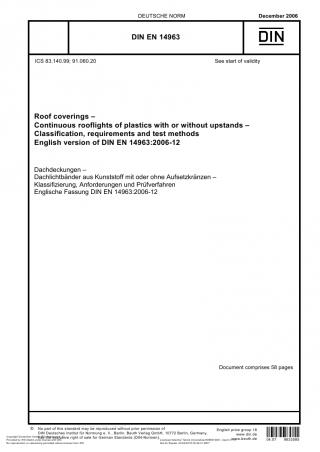 DEUTSCHE NORM
December 2006
DIN EN 14963
DIN
ICS 83.140.99; 91.060.20
See start of validity
Roof coverings –
Continuous rooflights of plastics with or without upstands –
Classification, requirements and test methods
English version of DIN EN 14963:2006-12
Dachdeckungen –
Dachlichtbänder aus Kunststoff mit oder ohne Aufsetzkränzen –
Klassifizierung, Anforderungen und Prüfverfahren
Englische Fassung DIN EN 14963:2006-12
Document comprises 58 pages
© No part of this standard may be reproduced without prior permission of
DIN Deutsches Institut für Normung e. V., Berlin. Beuth Verlag GmbH, 10772 Berlin, Germany,
has the exclusive right of sale for German Standards (DIN-Normen).
English price group 18
www.din.de
www.beuth.de